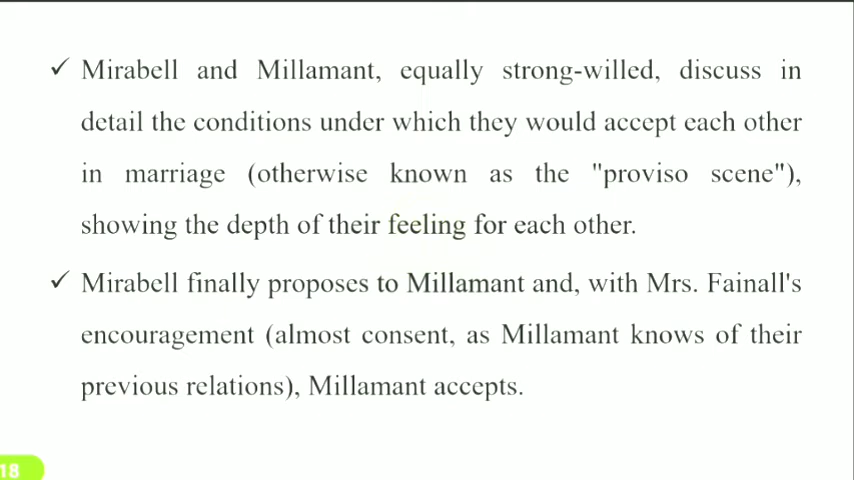 ✓ Mirabell and Millamant, equally strong-willed, discuss in
detail the conditions under which they would accept each other
in marriage (otherwise known as the "proviso scene"),
showing the depth of their feeling for each other.
✓ Mirabell finally proposes to Millamant and, with Mrs. Fainall's
encouragement (almost consent, as Millamant knows of their
previous relations), Millamant accepts.
18